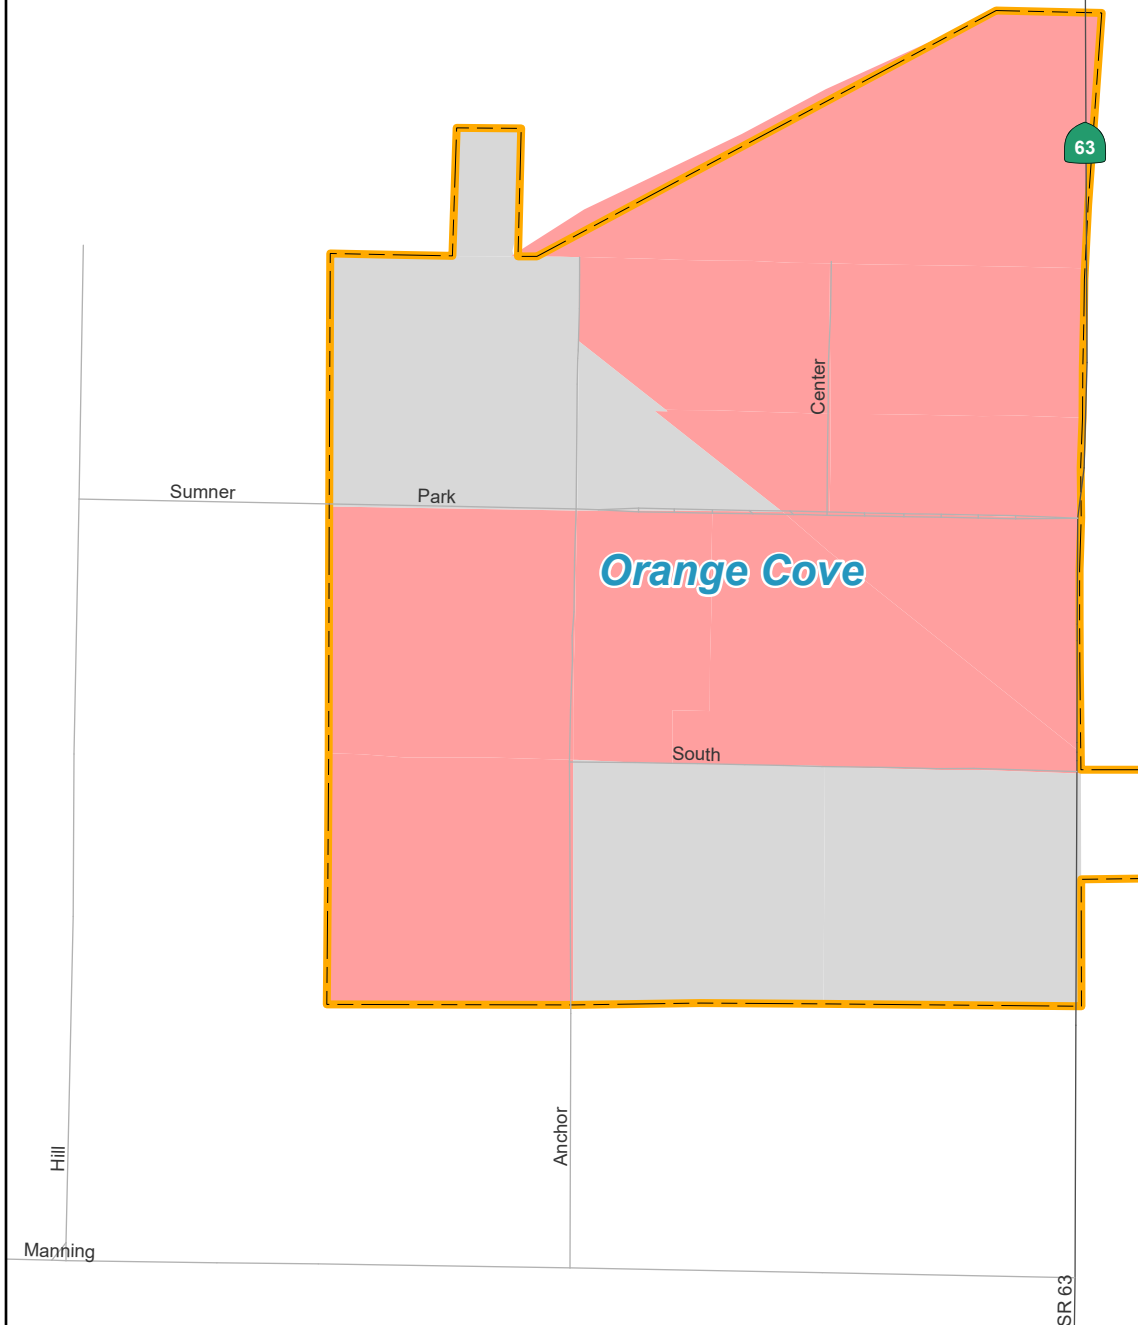 63
Center
Sumner
Park
Orange Cove
South
Anchor
Hill
Manning
SR 63